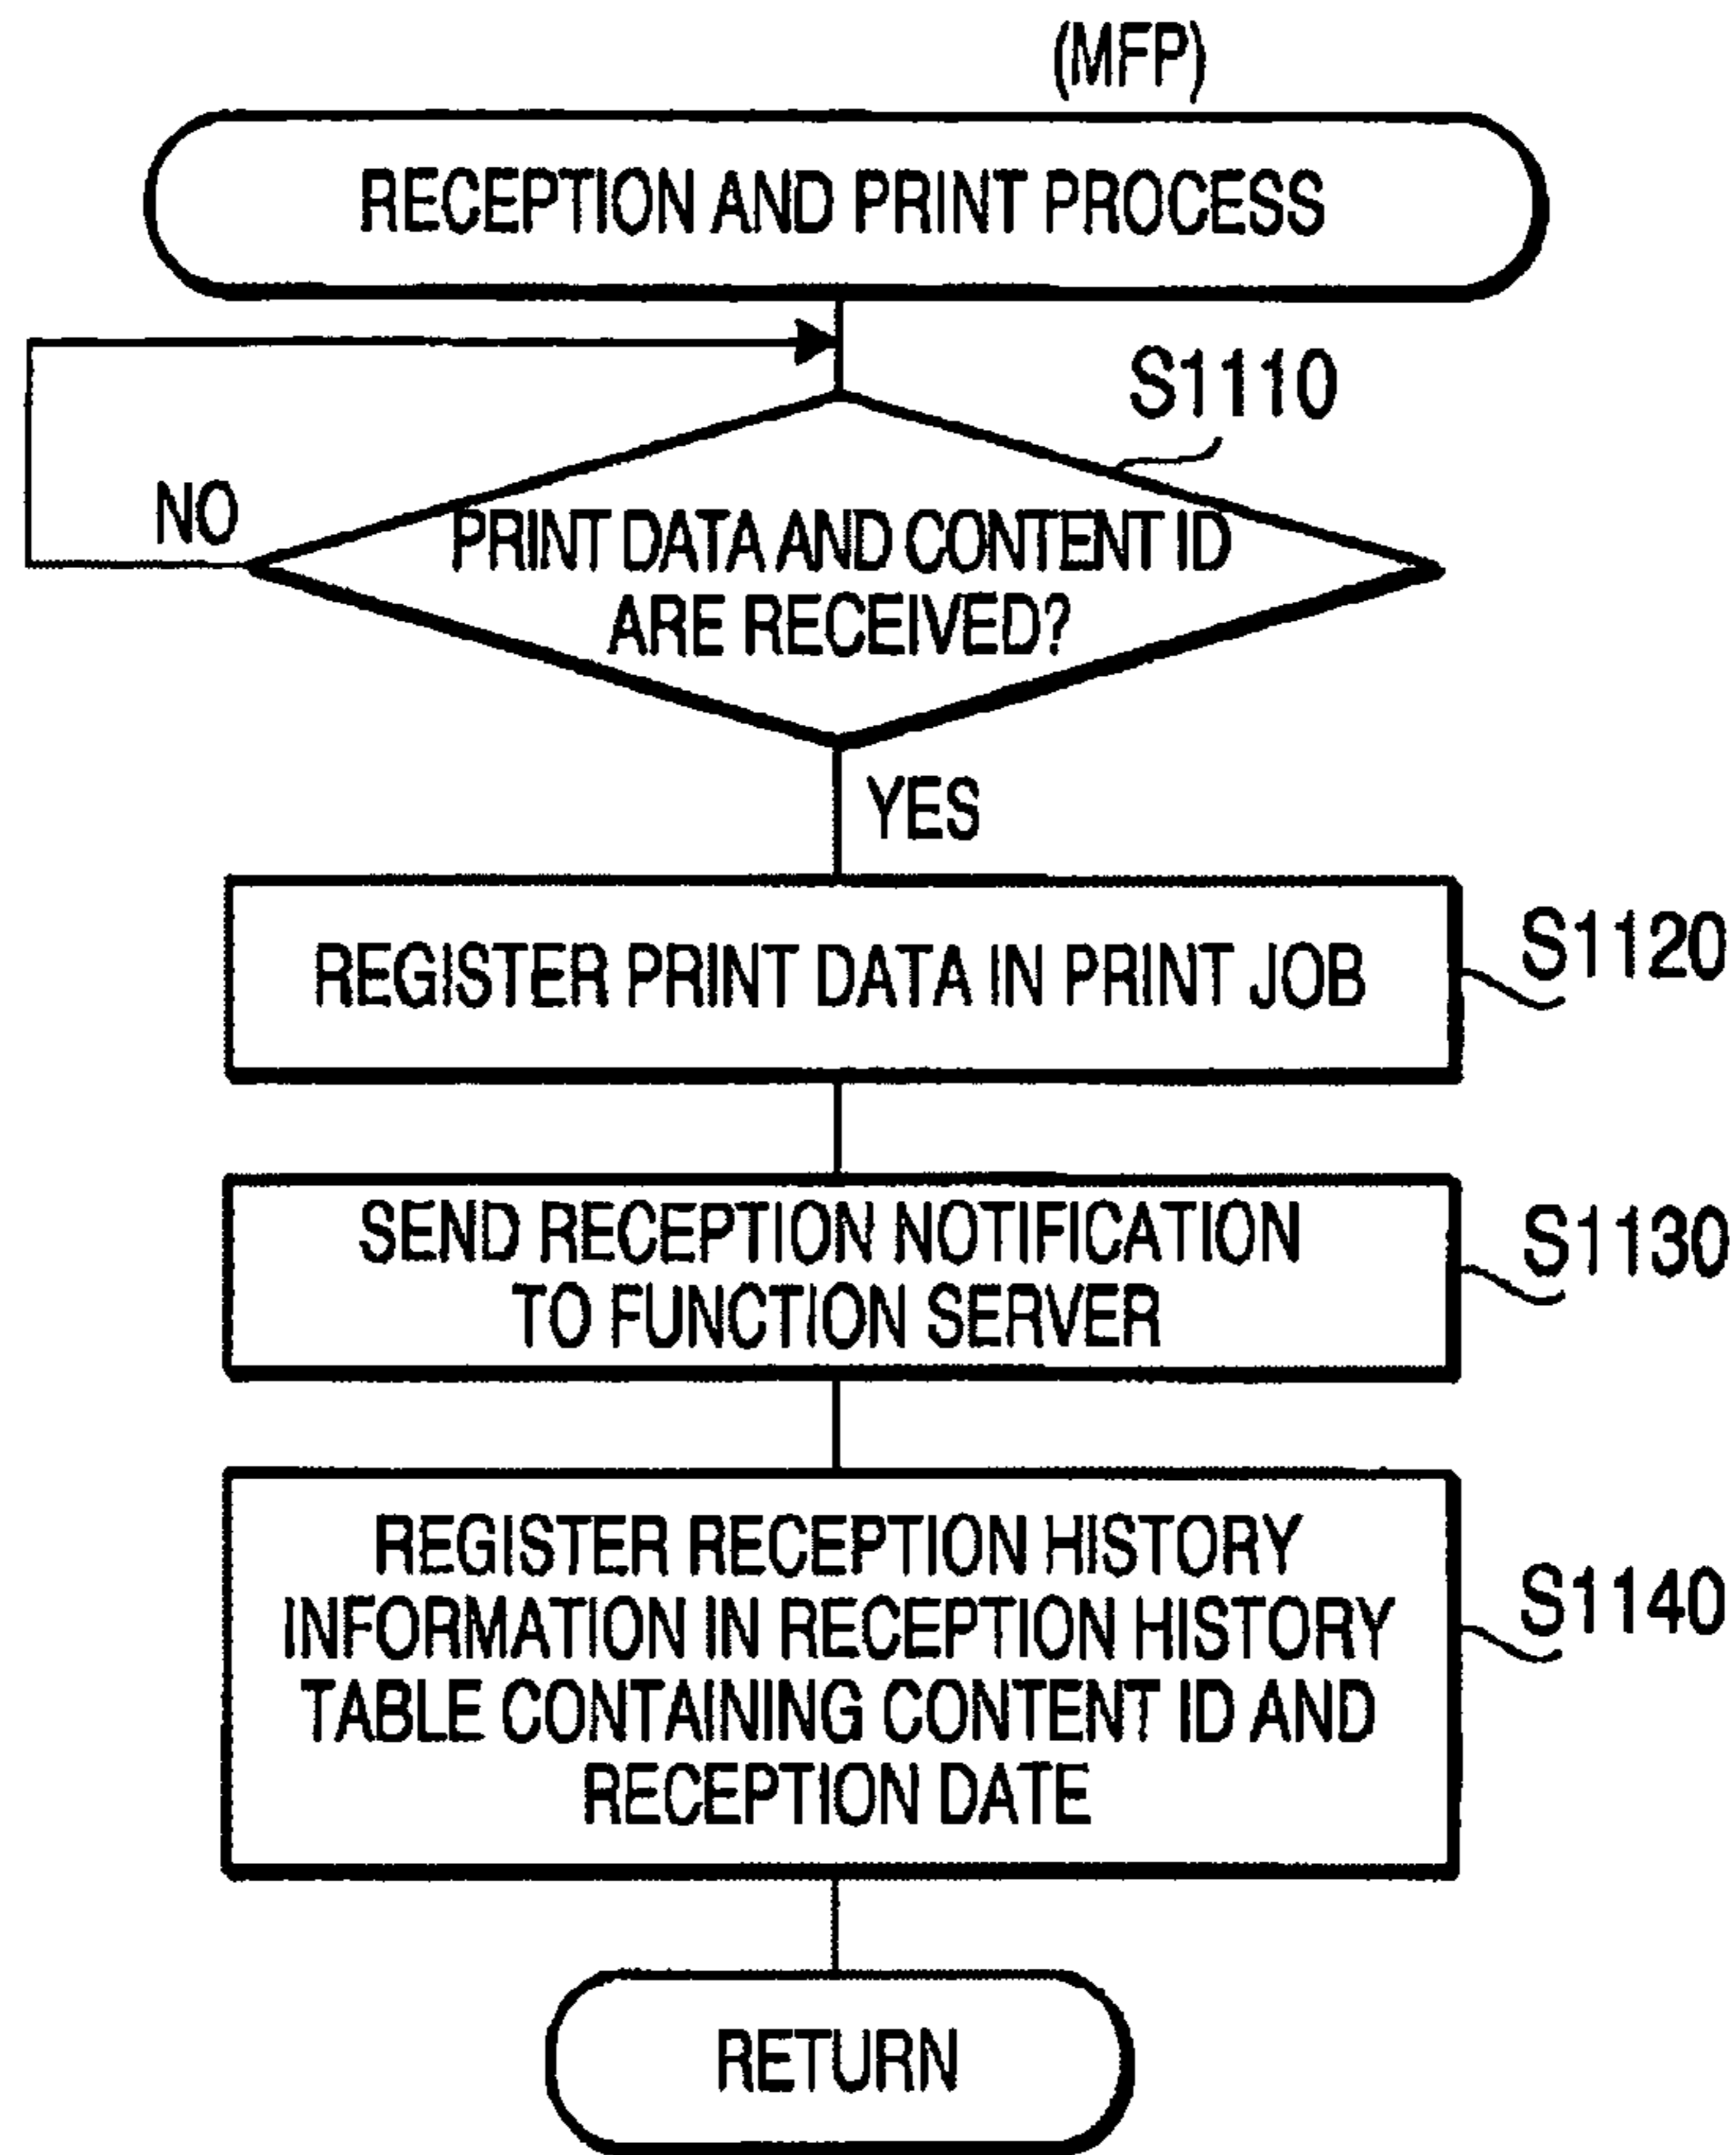 (MFP)
RECEPTION AND PRINT PROCESS
S1110
NO
PRINT DATA AND CONTENT ID
ARE RECEIVED?
YES
REGISTER PRINT DATA IN PRINT JOB
S1120
SEND RECEPTION NOTIFICATION
TO FUNCTION SERVER
S1130
REGISTER RECEPTION HISTORY
INFORMATION IN RECEPTION HISTORY
TABLE CONTAINING CONTENT ID AND
RECEPTION DATE
S1140
RETURN